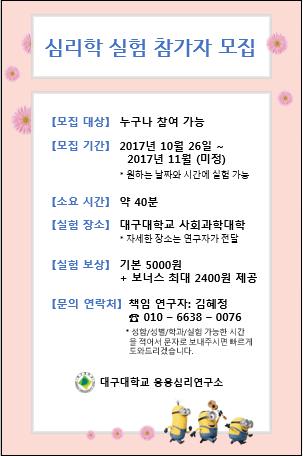 심리학 실험 참가자 모집
[모집 대상] 누구나 참여 가능
[모집 기간] 2017년 10월 26일 ~
2017년 11월 (미정)
* 원하는 날짜와 시간에 실험 가능
[소요 시간] 약 40분
[실험 장소] 대구대학교 사회과학대학
* 자세한 장소는 연구자가 전달
[실험 보상] 기본 5000원
+ 보너스 최대 2400원 제공
[문의 연락처] 책임 연구자: 김혜정
☎ 010 – 6638 – 0076
* 성함/성별/학과/실험 가능한 시간
을 적어서 문자로 보내주시면 빠르게
도와드리겠습니다.
대구대학교 응용심리연구소